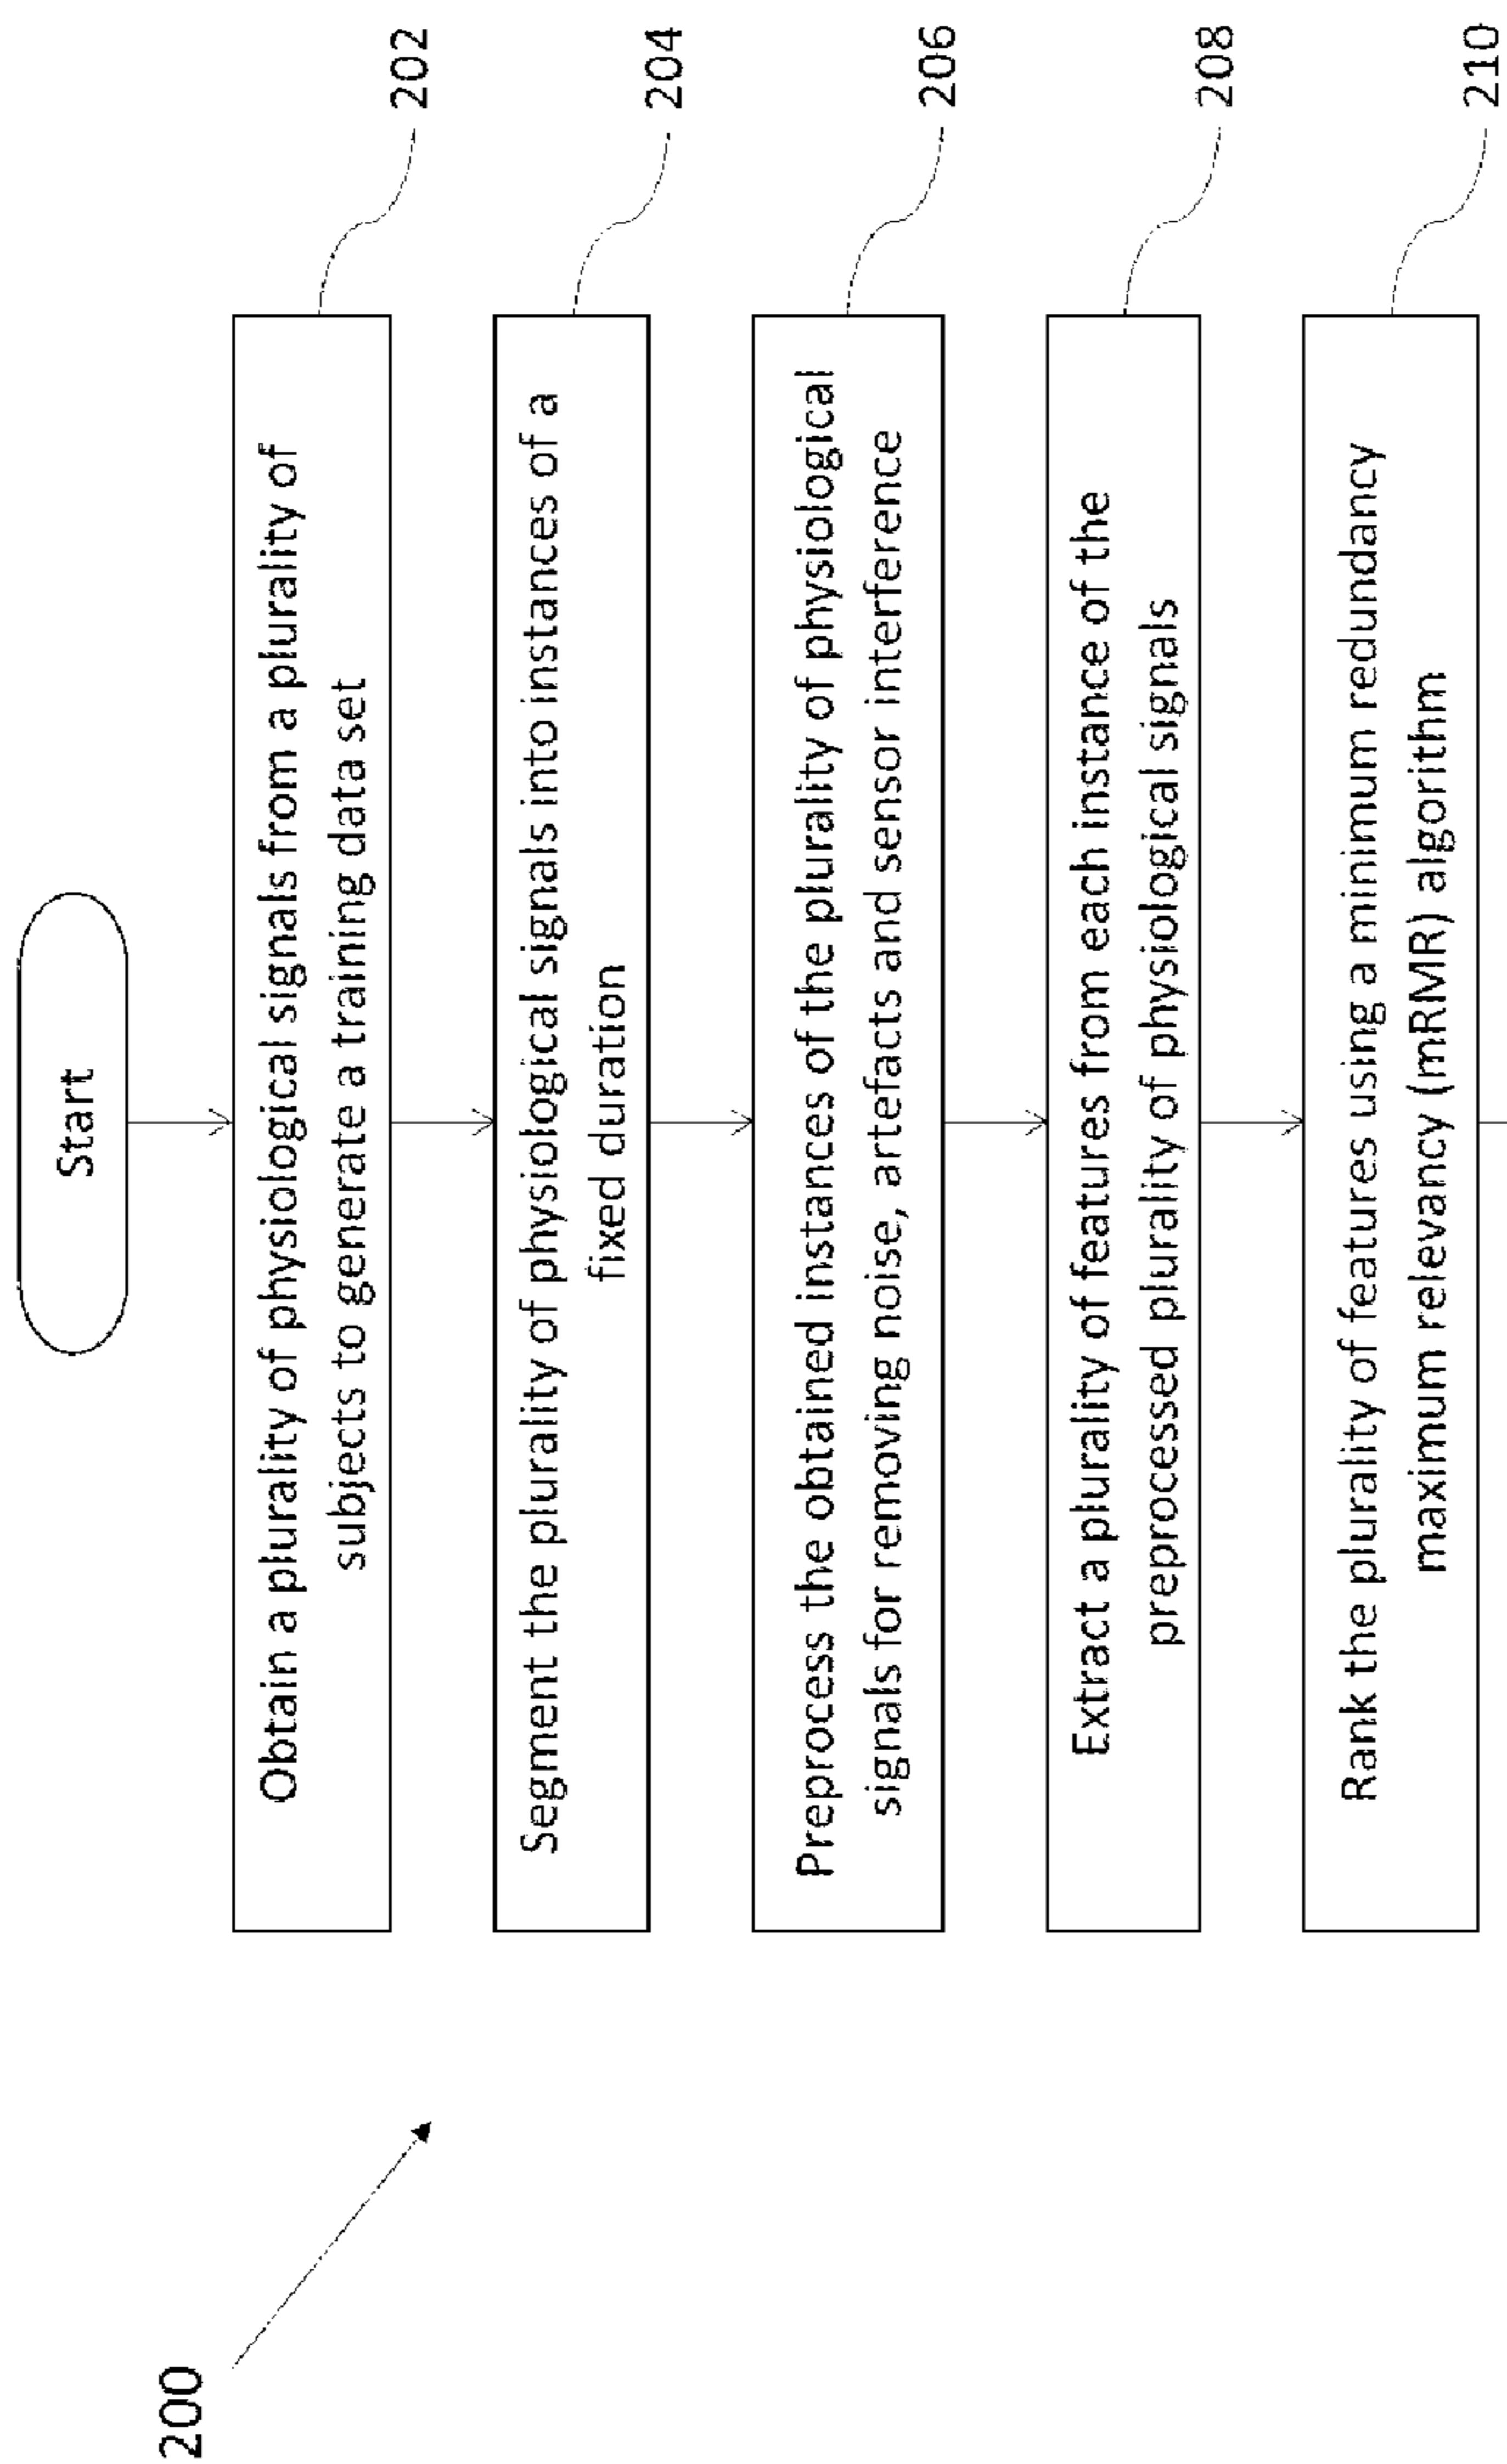 200
Start
Obtain a plurality of physiological signals from a plurality of
subjects to generate a training data set
202
Segment the plurality of physiological signals into instances of a
fixed duration
204
Preprocess the obtained instances of the plurality of physiological
signals for removing noise, artefacts and sensor interference
206
Extract a plurality of features from each instance of the
preprocessed plurality of physiological signals
208
Rank the plurality of features using a minimum redundancy
maximum relevancy (mRMR) algorithm
210